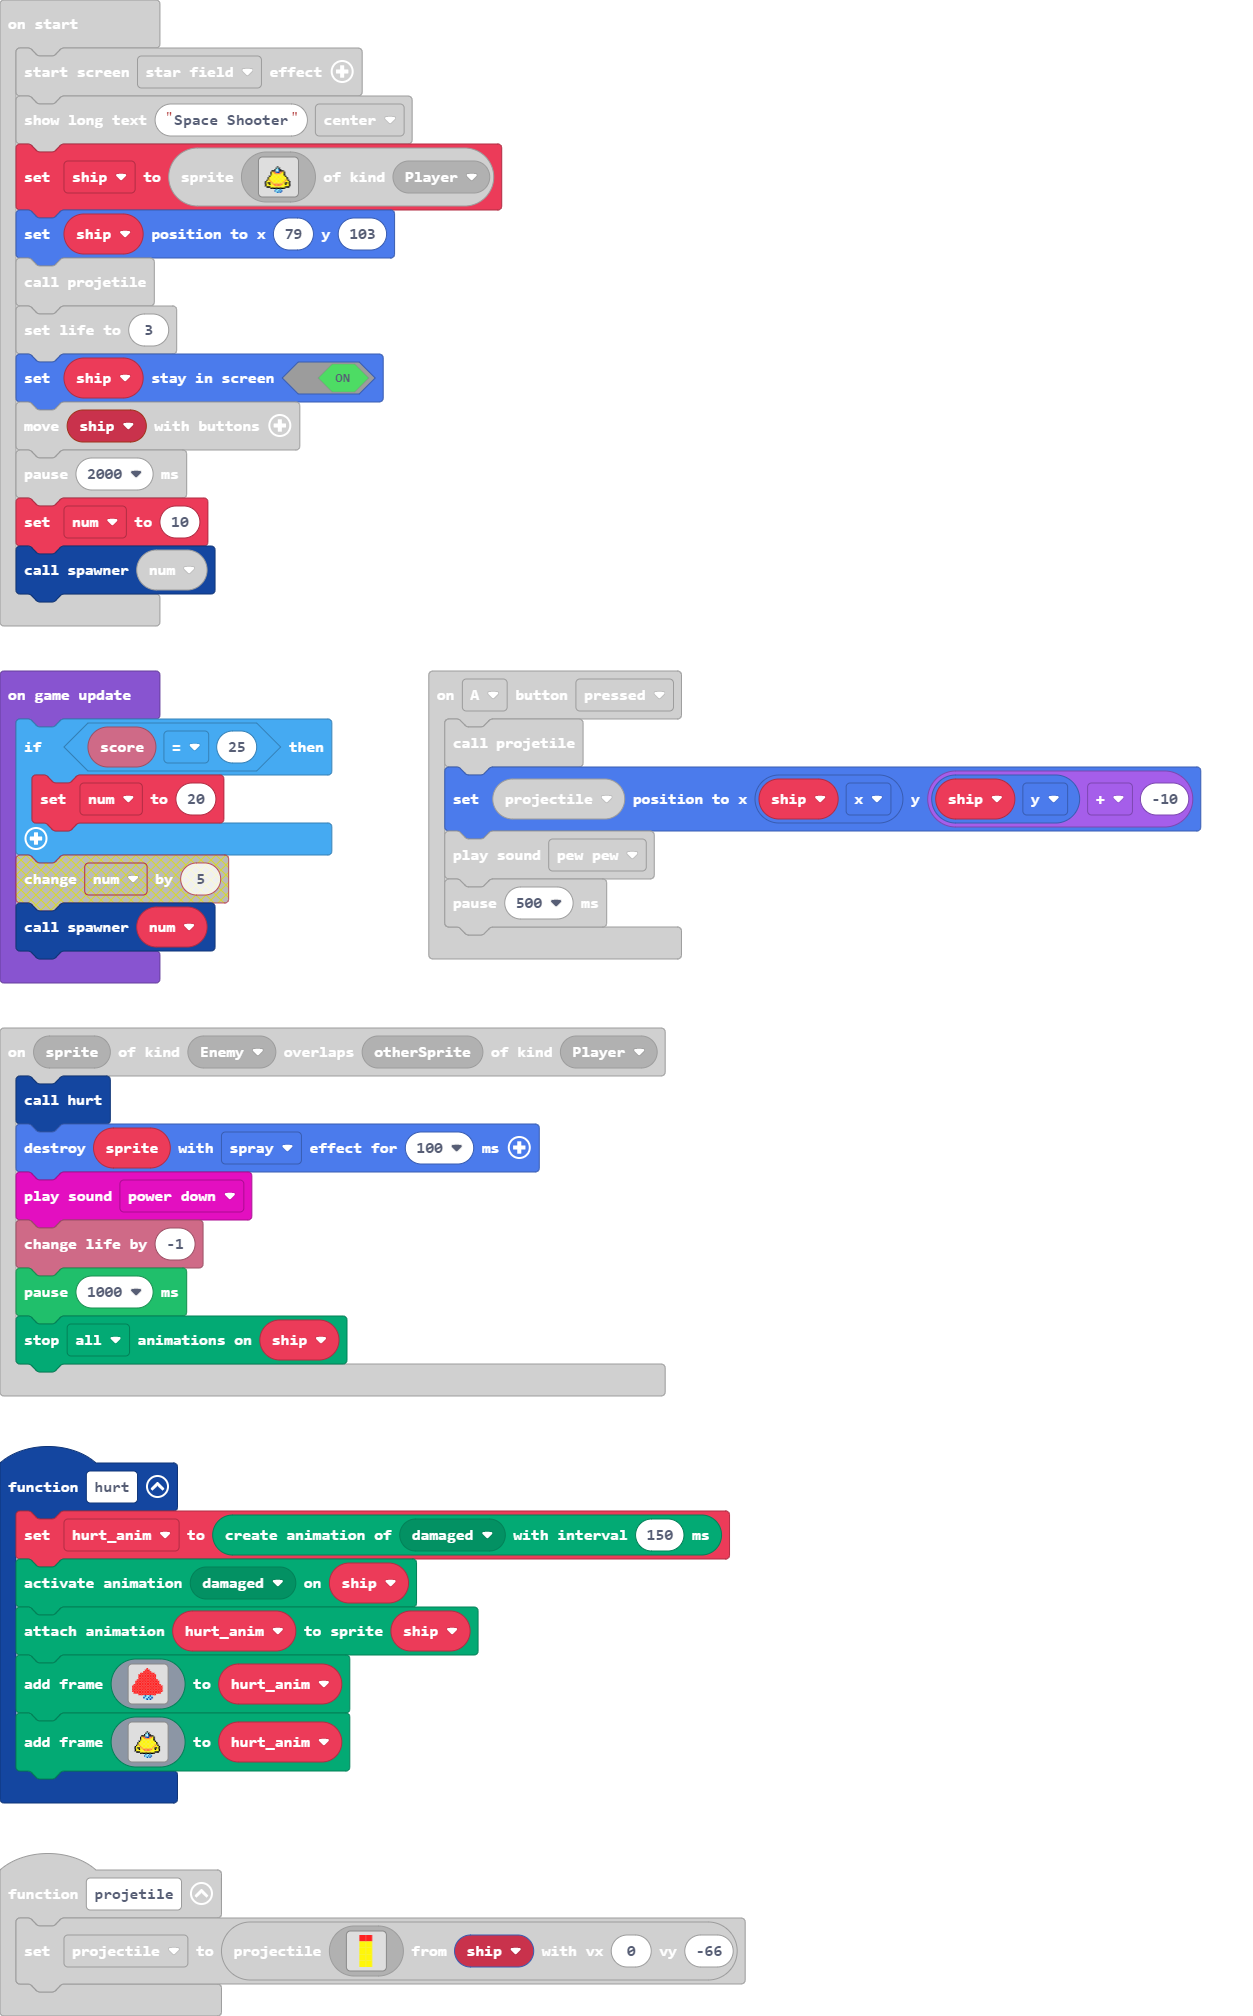 on start
start screen star field effect
show long text "Space Shooter" center
set ship to sprite of kind Player
set ship position to x 79 y 103
call projetile
set life to 3
set ship stay in screen ON
move ship with buttons
pause 2000 ms
set num to 10
call spawner num
on game update
if score = 25 then
set num to 20
change num by 5
call spawner num
on A button pressed
call projetile
set projectile position to x ship x y ship y + -10
play sound pew pew
pause 500 ms
on sprite of kind Enemy overlaps otherSprite of kind Player
call hurt
destroy sprite with spray effect for 100 ms
play sound power down
change life by -1
pause 1000 ms
stop all animations on ship
function hurt
set hurt_anim to create animation of damaged with interval 150 ms
activate animation damaged on ship
attach animation hurt_anim to sprite ship
add frame to hurt_anim
add frame to hurt_anim
function projetile
set projectile to projectile from ship with vx 0 vy -66